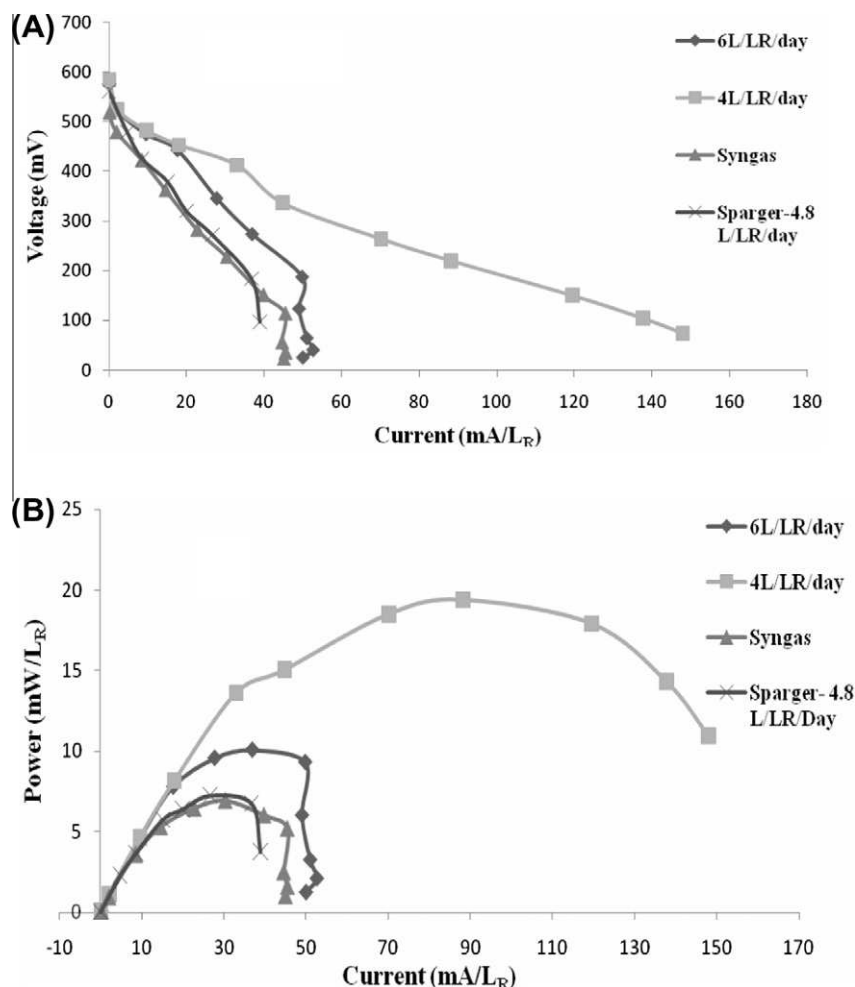 (A)
700
600
500
400
300
200
100
0
Voltage (mV)
0 20 40 60 80 100 120 140 160 180
Current (mA/LR)
6L/LR/day
4L/LR/day
Syngas
Sparger-4.8
L/LR/day
(B)
25
20
15
10
5
0
Power (mW/LR)
-10 10 30 50 70 90 110 130 150 170
Current (mA/LR)
6L/LR/day
4L/LR/day
Syngas
Sparger- 4.8
L/LR/Day